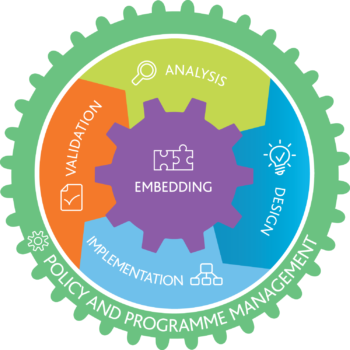 ANALYSIS
DESIGN
IMPLEMENTATION
VALIDATION
EMBEDDING
POLICY AND PROGRAMME MANAGEMENT